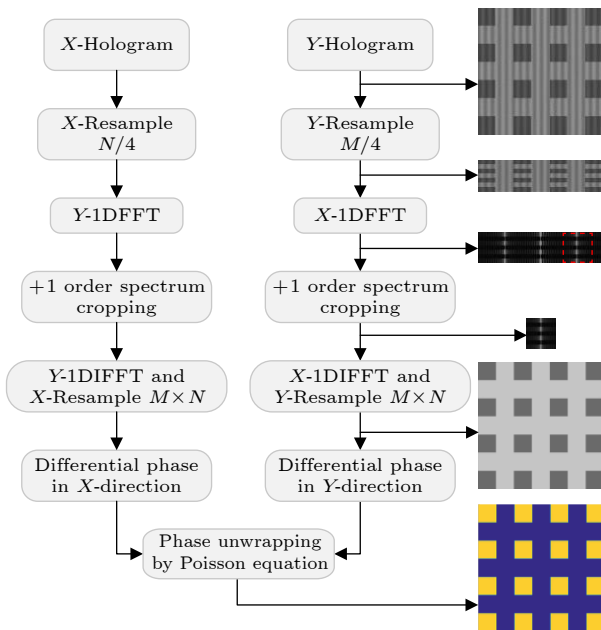 X-Hologram
Y-Hologram
X-Resample
N/4
Y-Resample
M/4
Y-1DFFT
X-1DFFT
+1 order spectrum
cropping
+1 order spectrum
cropping
Y-1DIFFT and
X-Resample M×N
X-1DIFFT and
Y-Resample M×N
Differential phase
in X-direction
Differential phase
in Y-direction
Phase unwrapping
by Poisson equation